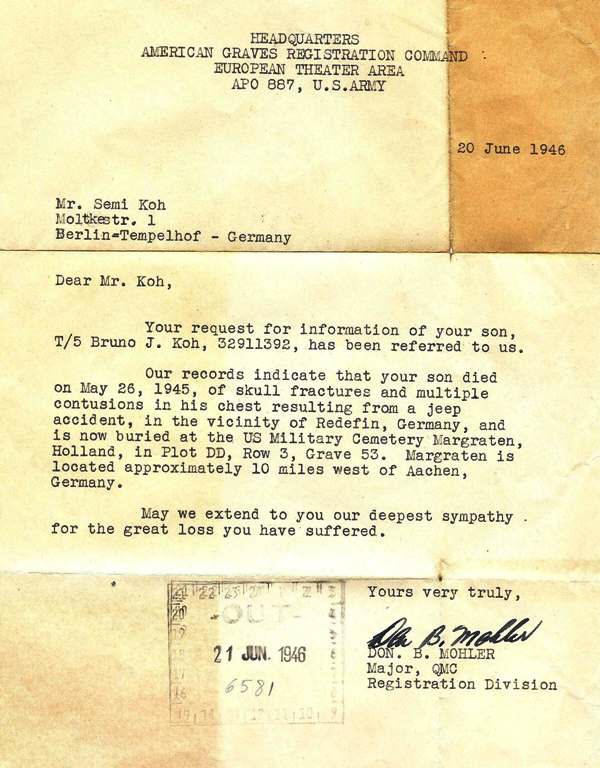 HEADQUARTERS
AMERICAN GRAVES REGISTRATION COMMAND
EUROPEAN THEATER AREA
APO 887, U.S.ARMY
20 June 1946
Mr. Semi Koh
Moltkestr. 1
Berlin-Tempelhof - Germany
Dear Mr. Koh,
Your request for information of your son,
T/5 Bruno J. Koh, 32911392, has been referred to us.
Our records indicate that your son died
on May 26, 1945, of skull fractures and multiple
contusions in his chest resulting from a jeep
accident, in the vicinity of Redefin, Germany, and
is now buried at the US Military Cemetery Margraten,
Holland, in Plot DD, Row 3, Grave 53. Margraten is
located approximately 10 miles west of Aachen,
Germany.
May we extend to you our deepest sympathy
for the great loss you have suffered.
Yours very truly,
Don B. Mohler
DON. B. MOHLER
Major, QMC
Registration Division
-OUT-
21 JUN. 1946
6581